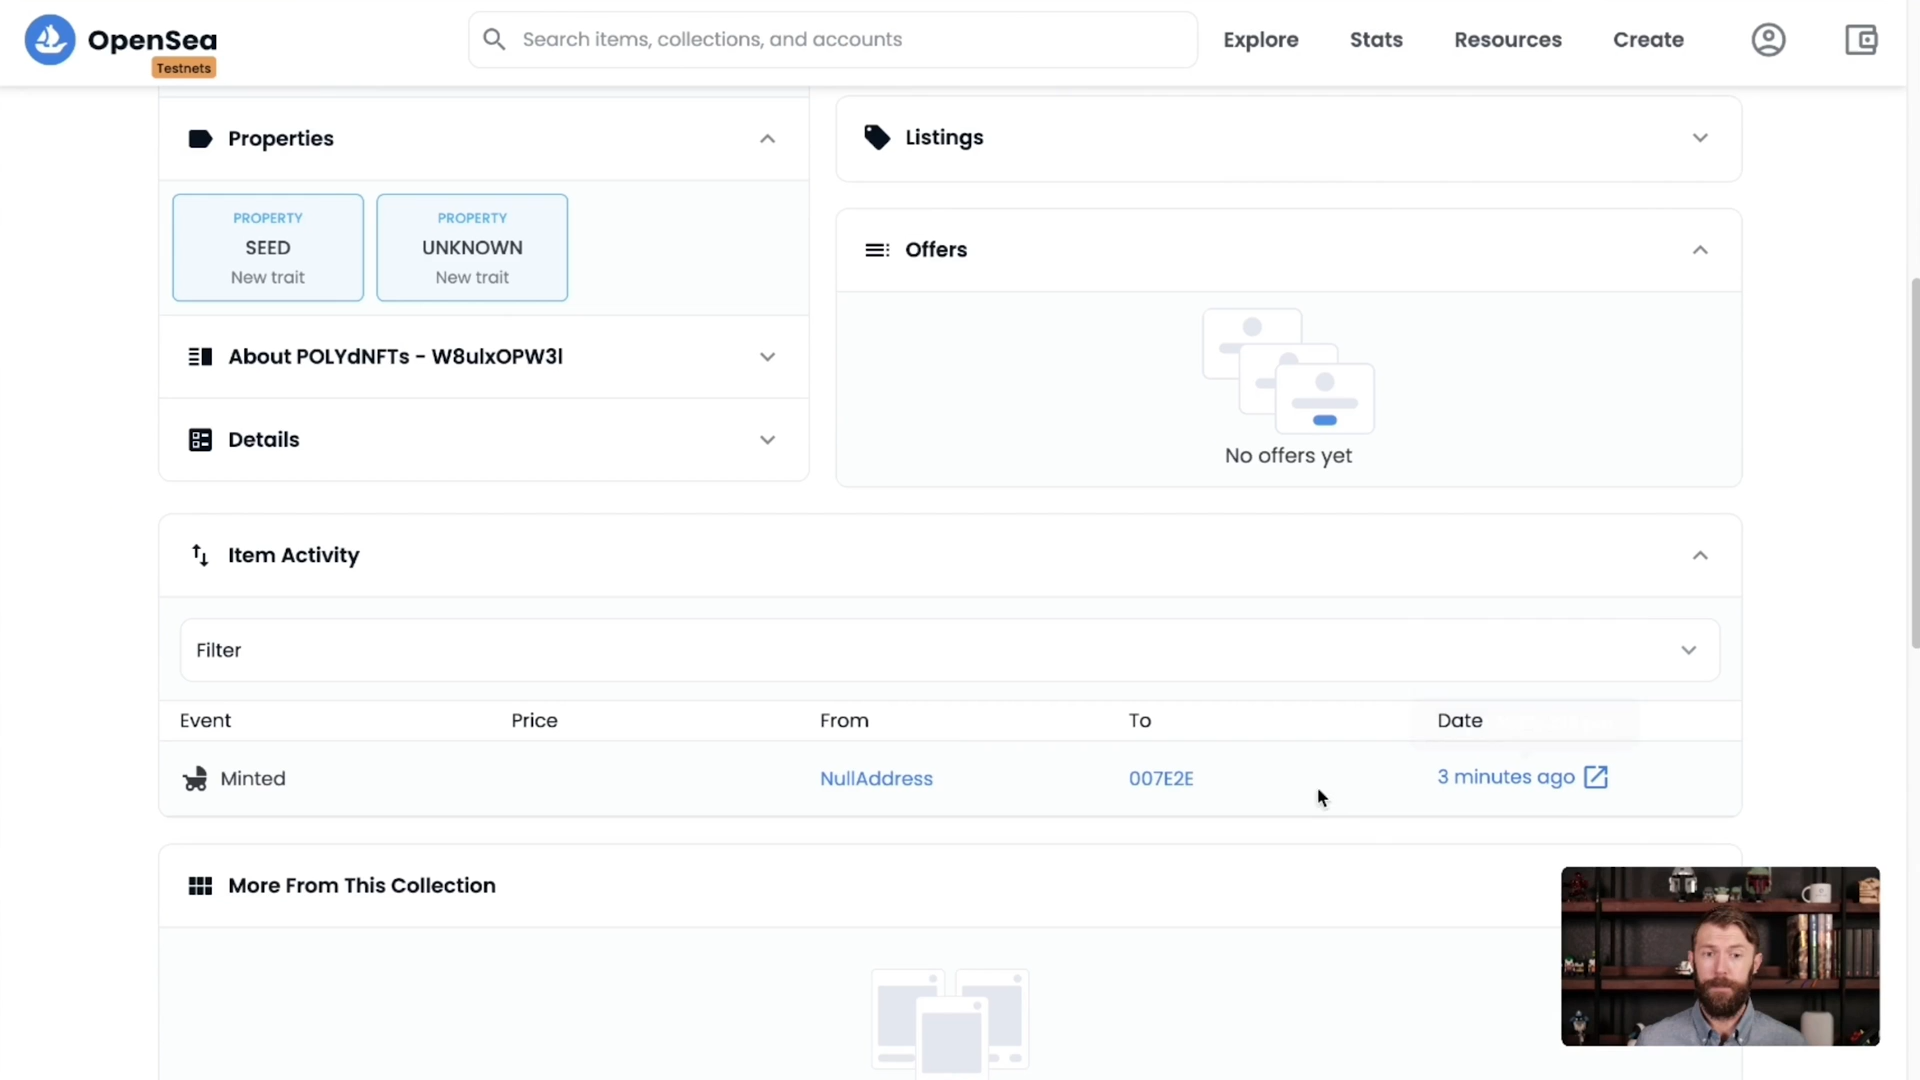 OpenSea
Testnets
Search items, collections, and accounts
Explore
Stats
Resources
Create
Properties
PROPERTY
SEED
New trait
PROPERTY
UNKNOWN
New trait
About POLYdNFTs - W8ulxOPW3l
Details
Listings
Offers
No offers yet
Item Activity
Filter
Event Price From To Date
Minted NullAddress 007E2E 3 minutes ago
More From This Collection